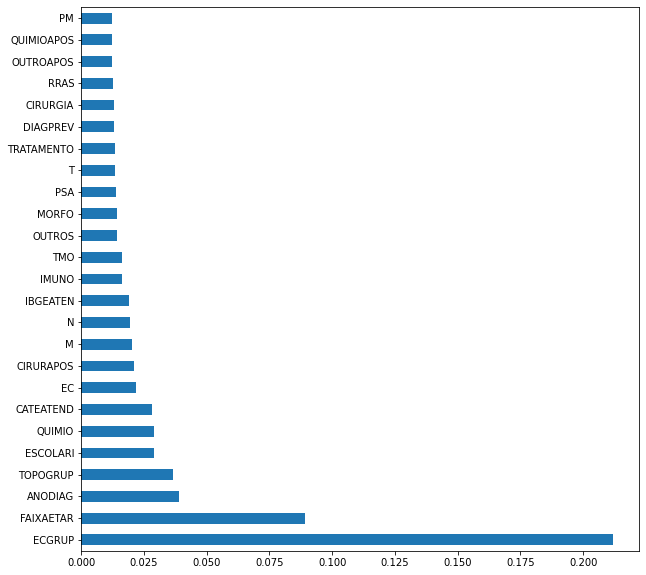 PM
QUIMIOAPOS
OUTROAPOS
RRAS
CIRURGIA
DIAGPREV
TRATAMENTO
T
PSA
MORFO
OUTROS
TMO
IMUNO
IBGEATEN
N
M
CIRURAPOS
EC
CATEATEND
QUIMIO
ESCOLARI
TOPOGRUP
ANODIAG
FAIXAETAR
ECGRUP
0.000 0.025 0.050 0.075 0.100 0.125 0.150 0.175 0.200